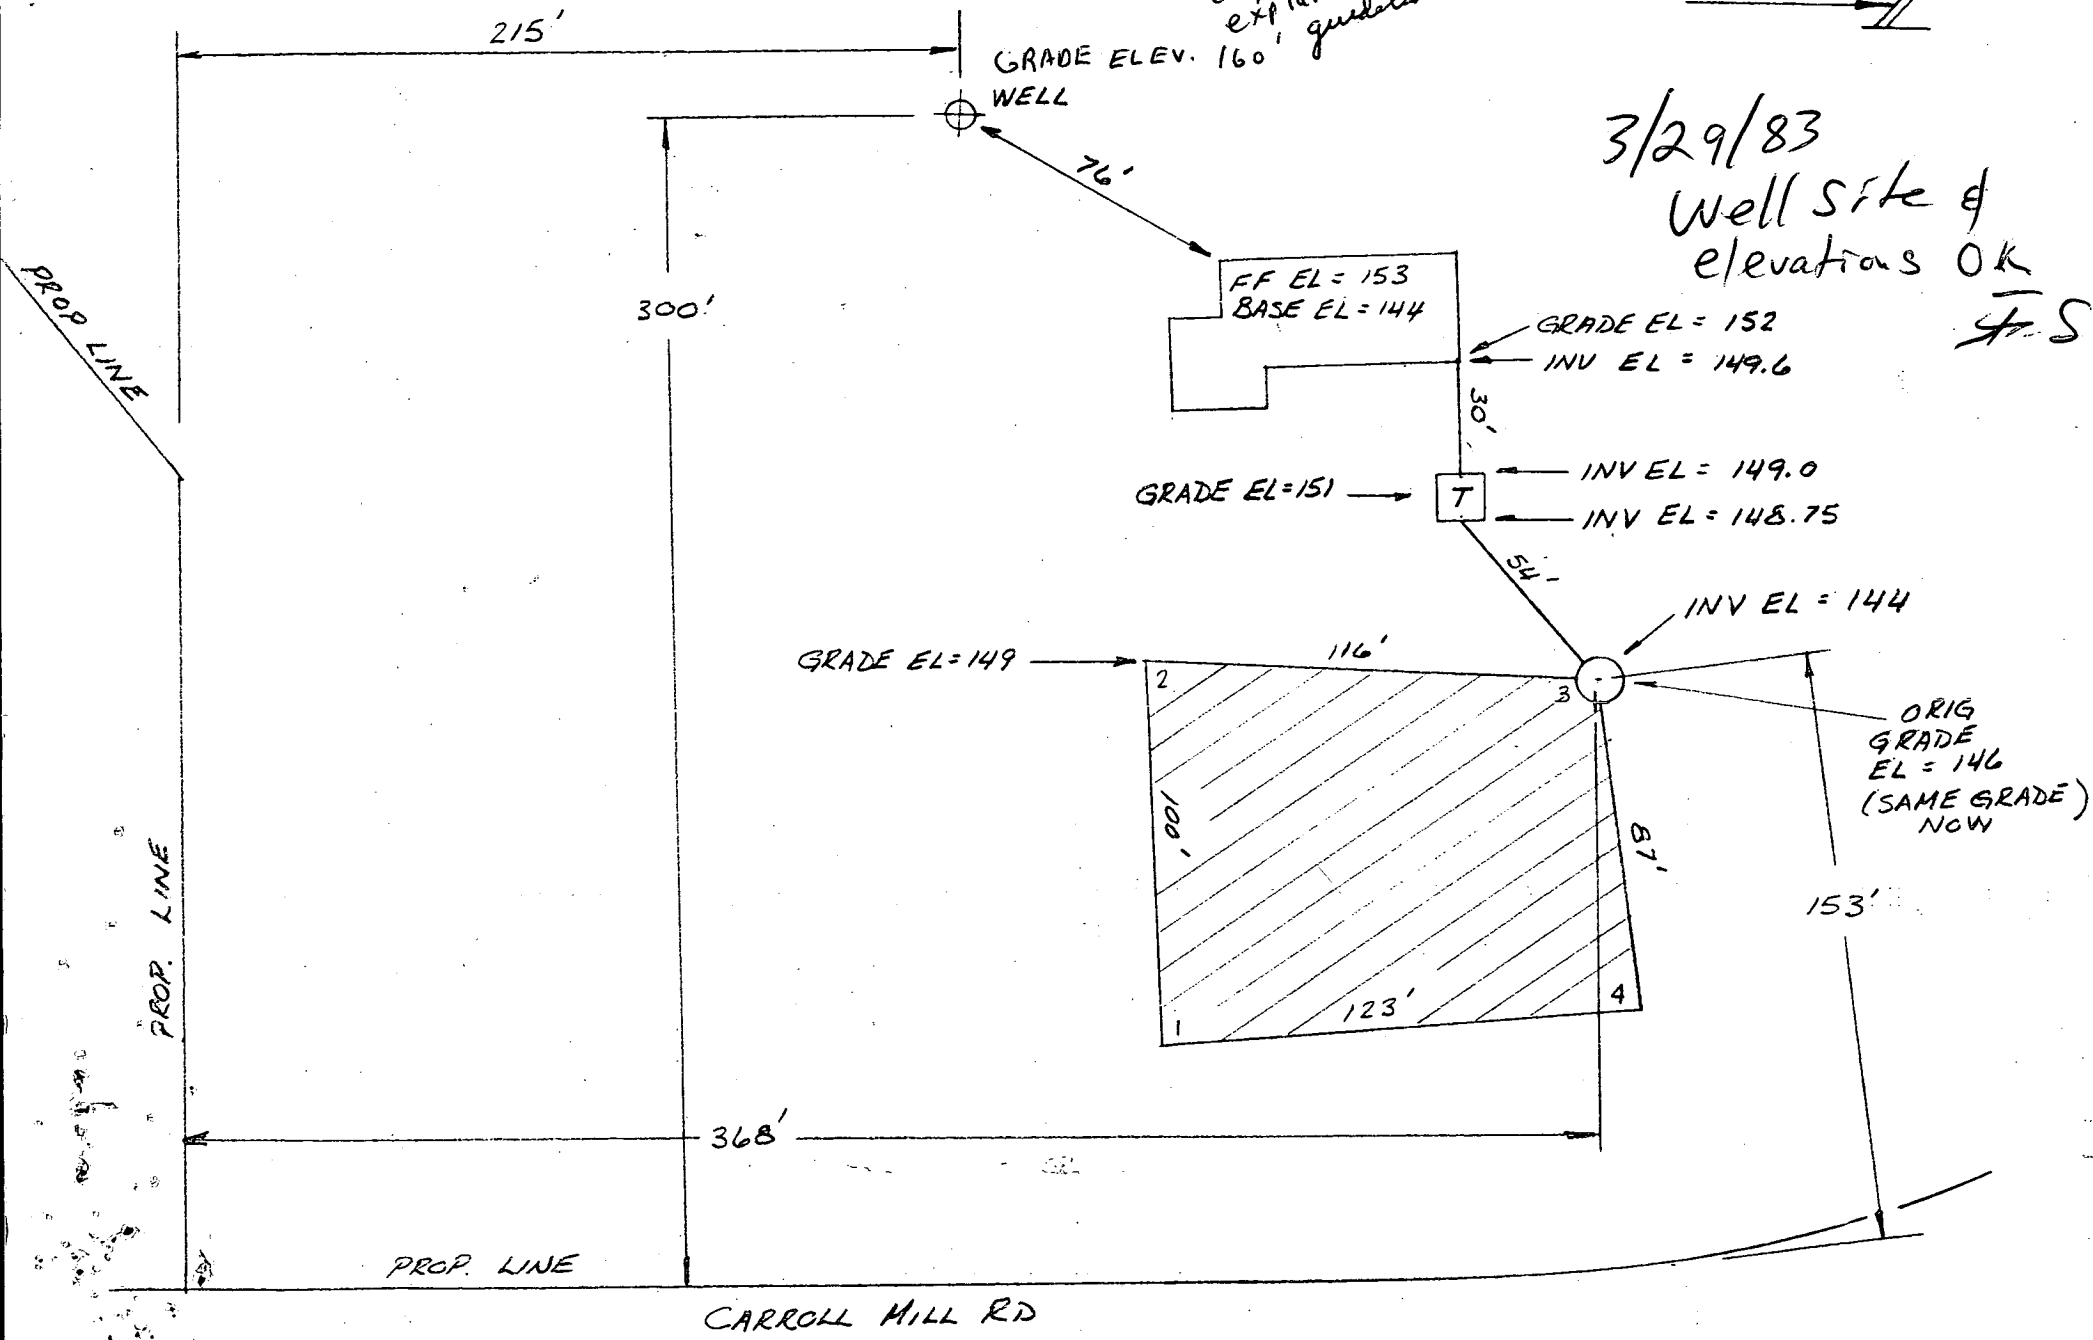 215'
GRADE ELEV. 160'
WELL
76'
3/29/83
Well Site &
elevations OK
300'
PROP LINE
FF EL = 153
BASE EL = 144
GRADE EL = 152
INV EL = 149.6
30'
INV EL = 149.0
GRADE EL=151
T
INV EL = 148.75
54'
INV EL = 144
GRADE EL=149
116'
2
3
ORIG
GRADE
EL = 146
(SAME GRADE)
NOW
100'
87'
153'
PROP. LINE
123'
4
1
368'
PROP. LINE
CARROLL MILL RD